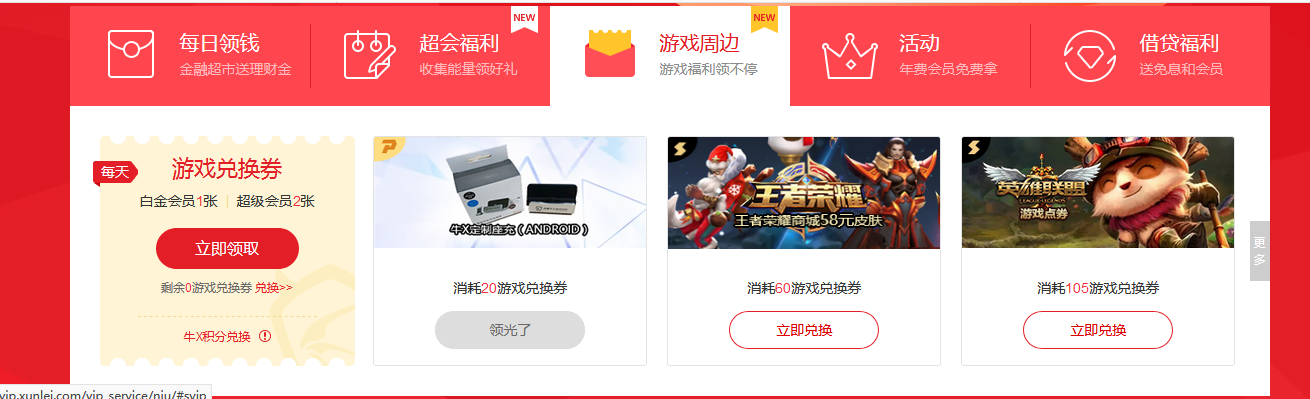 每日领钱
金融超市送理财金
NEW
超会福利
收集能量领好礼
NEW
游戏周边
游戏福利领不停
活动
年费会员免费拿
借贷福利
送免息和会员
每天
游戏兑换券
白金会员1张 超级会员2张
立即领取
剩余0游戏兑换券 兑换>>
牛X积分兑换
牛X定制座充(ANDROID)
消耗20游戏兑换券
领光了
S
王者荣耀
王者荣耀商城58元皮肤
消耗60游戏兑换券
立即兑换
S
英雄联盟
LEAGUE LEGENDS
游戏点券
消耗105游戏兑换券
立即兑换
更多
vip.xunlei.com/vip_service/niu/#svip